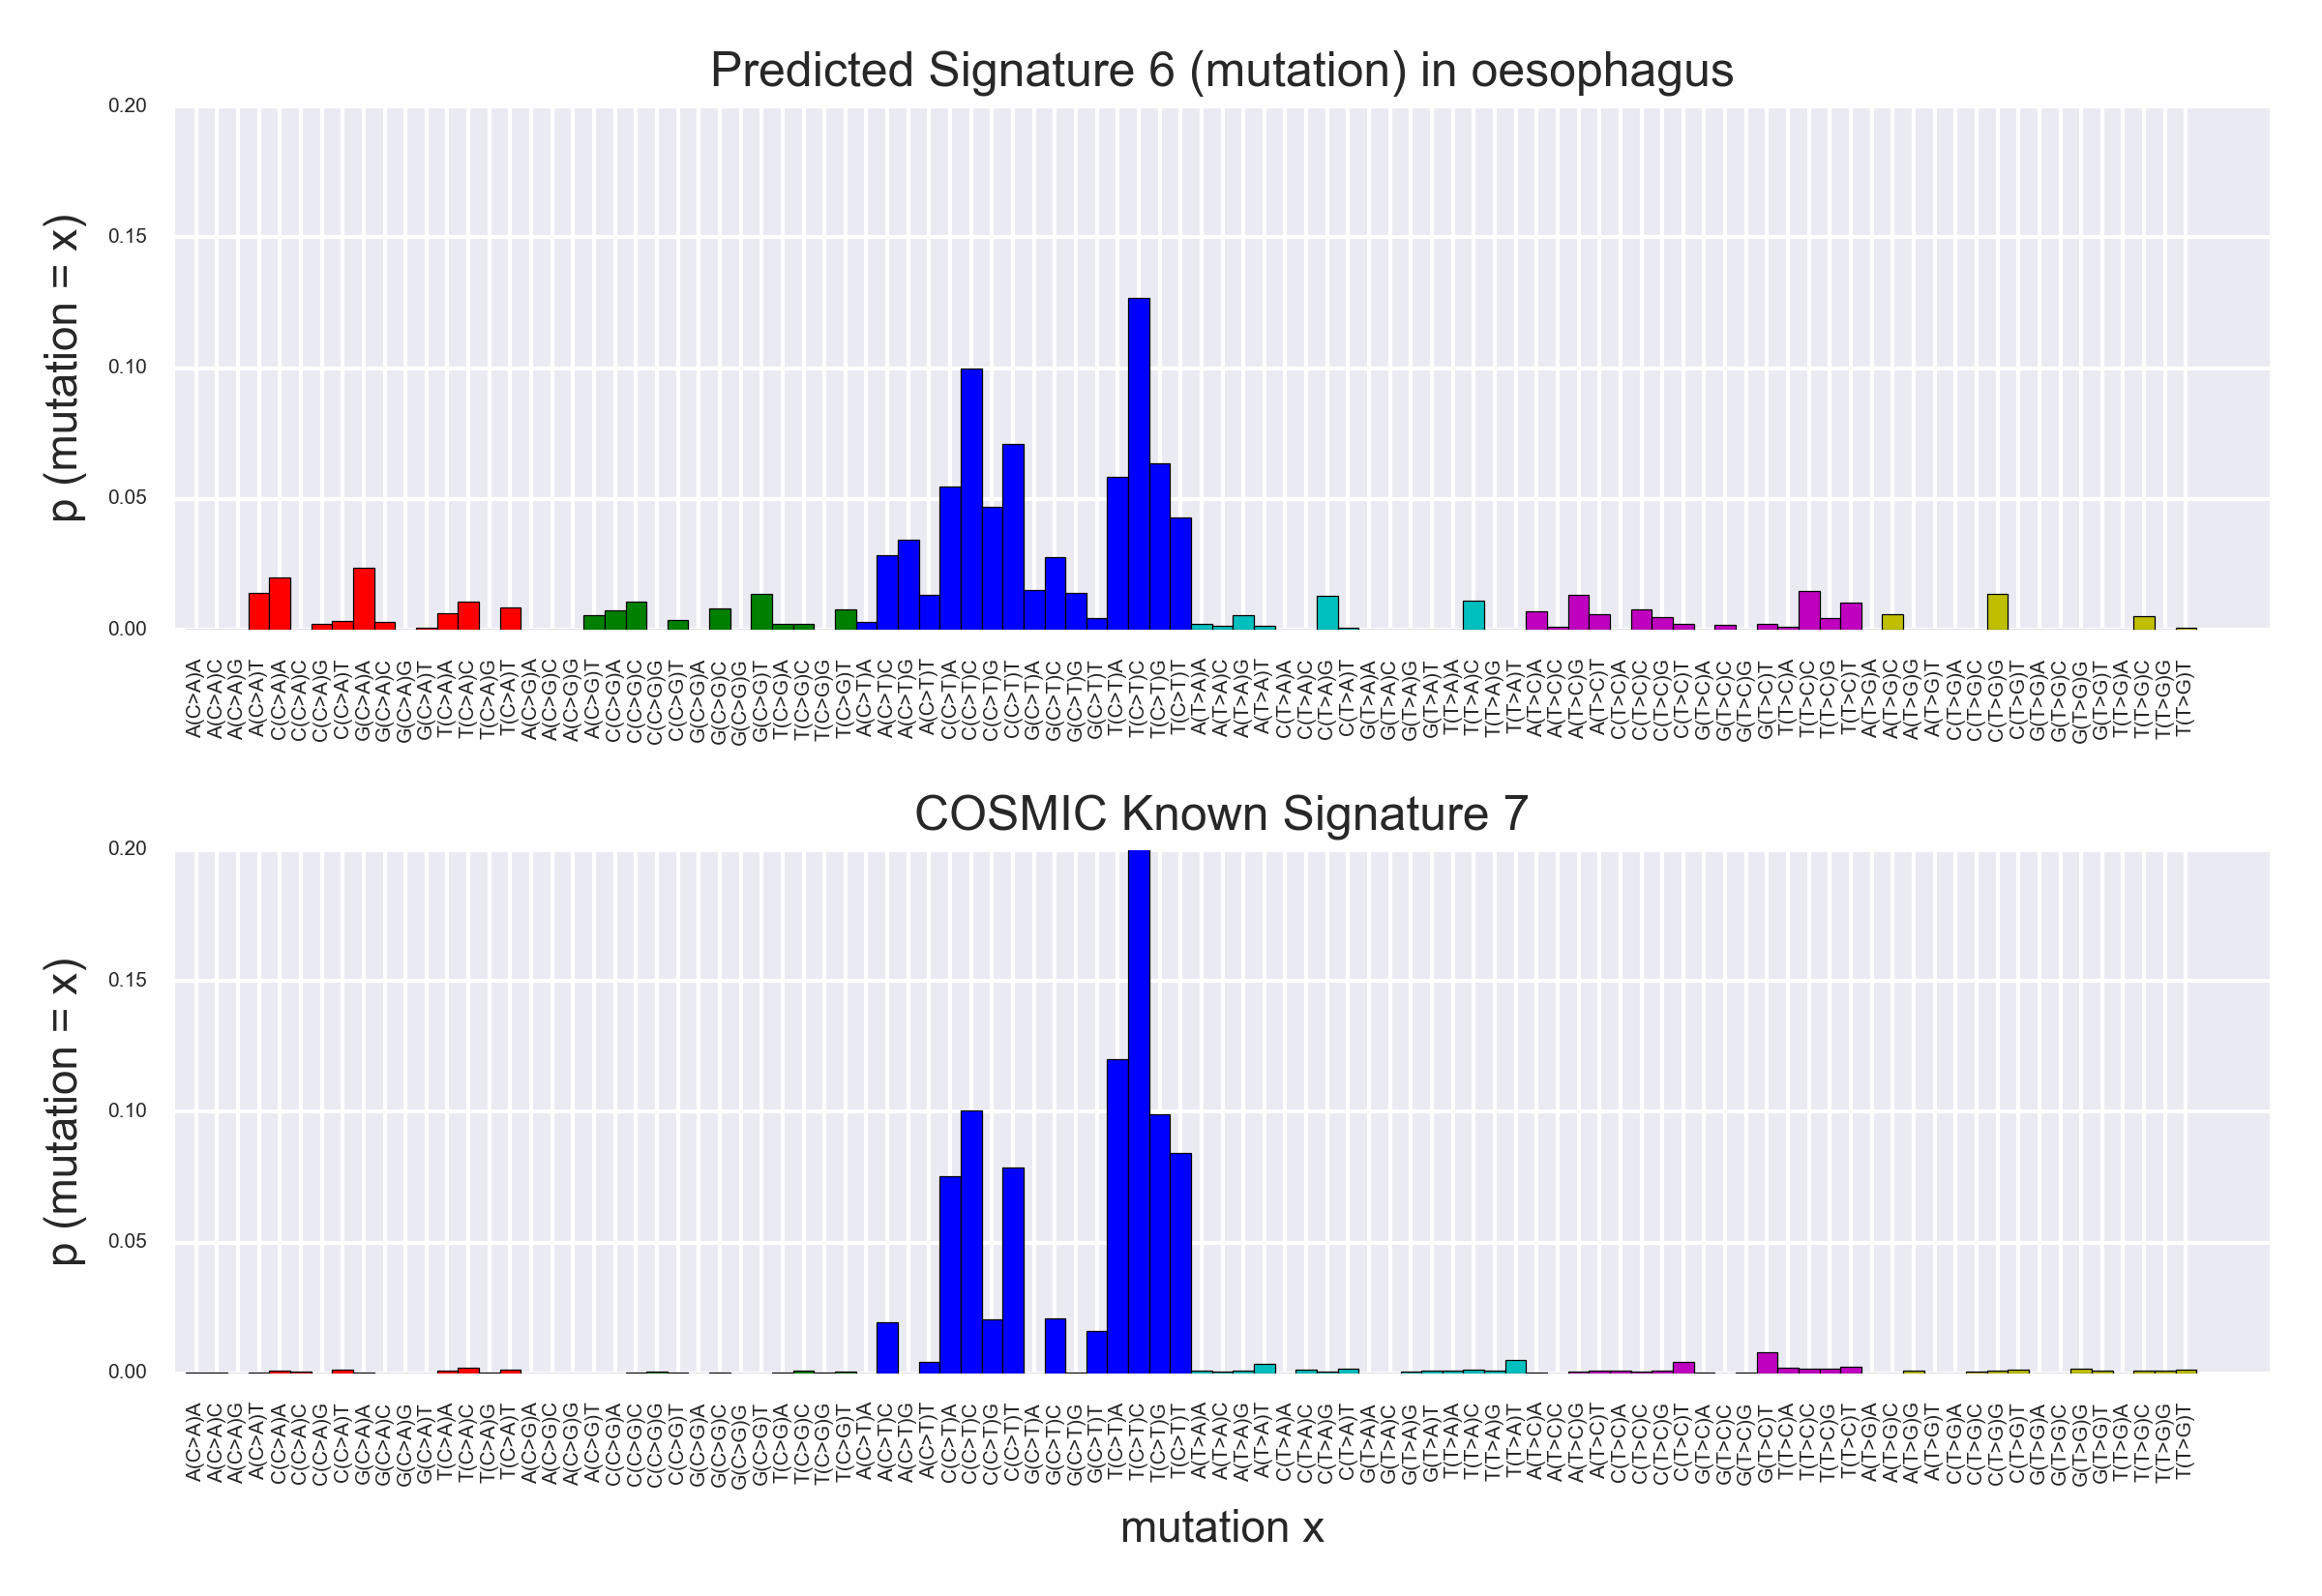 Predicted Signature 6 (mutation) in oesophagus
p (mutation = x)
0.20
0.15
0.10
0.05
0.00
A(C>A)A A(C>A)C A(C>A)G A(C>A)T C(C>A)A C(C>A)C C(C>A)G C(C>A)T G(C>A)A G(C>A)C G(C>A)G G(C>A)T T(C>A)A T(C>A)C T(C>A)G T(C>A)T A(C>G)A A(C>G)C A(C>G)G A(C>G)T C(C>G)A C(C>G)C C(C>G)G C(C>G)T G(C>G)A G(C>G)C G(C>G)G G(C>G)T T(C>G)A T(C>G)C T(C>G)G T(C>G)T A(C>T)A A(C>T)C A(C>T)G A(C>T)T C(C>T)A C(C>T)C C(C>T)G C(C>T)T G(C>T)A G(C>T)C G(C>T)G G(C>T)T T(C>T)A T(C>T)C T(C>T)G T(C>T)T A(T>A)A A(T>A)C A(T>A)G A(T>A)T C(T>A)A C(T>A)C C(T>A)G C(T>A)T G(T>A)A G(T>A)C G(T>A)G G(T>A)T T(T>A)A T(T>A)C T(T>A)G T(T>A)T A(T>C)A A(T>C)C A(T>C)G A(T>C)T C(T>C)A C(T>C)C C(T>C)G C(T>C)T G(T>C)A G(T>C)C G(T>C)G G(T>C)T T(T>C)A T(T>C)C T(T>C)G T(T>C)T A(T>G)A A(T>G)C A(T>G)G A(T>G)T C(T>G)A C(T>G)C C(T>G)G C(T>G)T G(T>G)A G(T>G)C G(T>G)G G(T>G)T T(T>G)A T(T>G)C T(T>G)G T(T>G)T
COSMIC Known Signature 7
p (mutation = x)
0.20
0.15
0.10
0.05
0.00
A(C>A)A A(C>A)C A(C>A)G A(C>A)T C(C>A)A C(C>A)C C(C>A)G C(C>A)T G(C>A)A G(C>A)C G(C>A)G G(C>A)T T(C>A)A T(C>A)C T(C>A)G T(C>A)T A(C>G)A A(C>G)C A(C>G)G A(C>G)T C(C>G)A C(C>G)C C(C>G)G C(C>G)T G(C>G)A G(C>G)C G(C>G)G G(C>G)T T(C>G)A T(C>G)C T(C>G)G T(C>G)T A(C>T)A A(C>T)C A(C>T)G A(C>T)T C(C>T)A C(C>T)C C(C>T)G C(C>T)T G(C>T)A G(C>T)C G(C>T)G G(C>T)T T(C>T)A T(C>T)C T(C>T)G T(C>T)T A(T>A)A A(T>A)C A(T>A)G A(T>A)T C(T>A)A C(T>A)C C(T>A)G C(T>A)T G(T>A)A G(T>A)C G(T>A)G G(T>A)T T(T>A)A T(T>A)C T(T>A)G T(T>A)T A(T>C)A A(T>C)C A(T>C)G A(T>C)T C(T>C)A C(T>C)C C(T>C)G C(T>C)T G(T>C)A G(T>C)C G(T>C)G G(T>C)T T(T>C)A T(T>C)C T(T>C)G T(T>C)T A(T>G)A A(T>G)C A(T>G)G A(T>G)T C(T>G)A C(T>G)C C(T>G)G C(T>G)T G(T>G)A G(T>G)C G(T>G)G G(T>G)T T(T>G)A T(T>G)C T(T>G)G T(T>G)T
mutation x